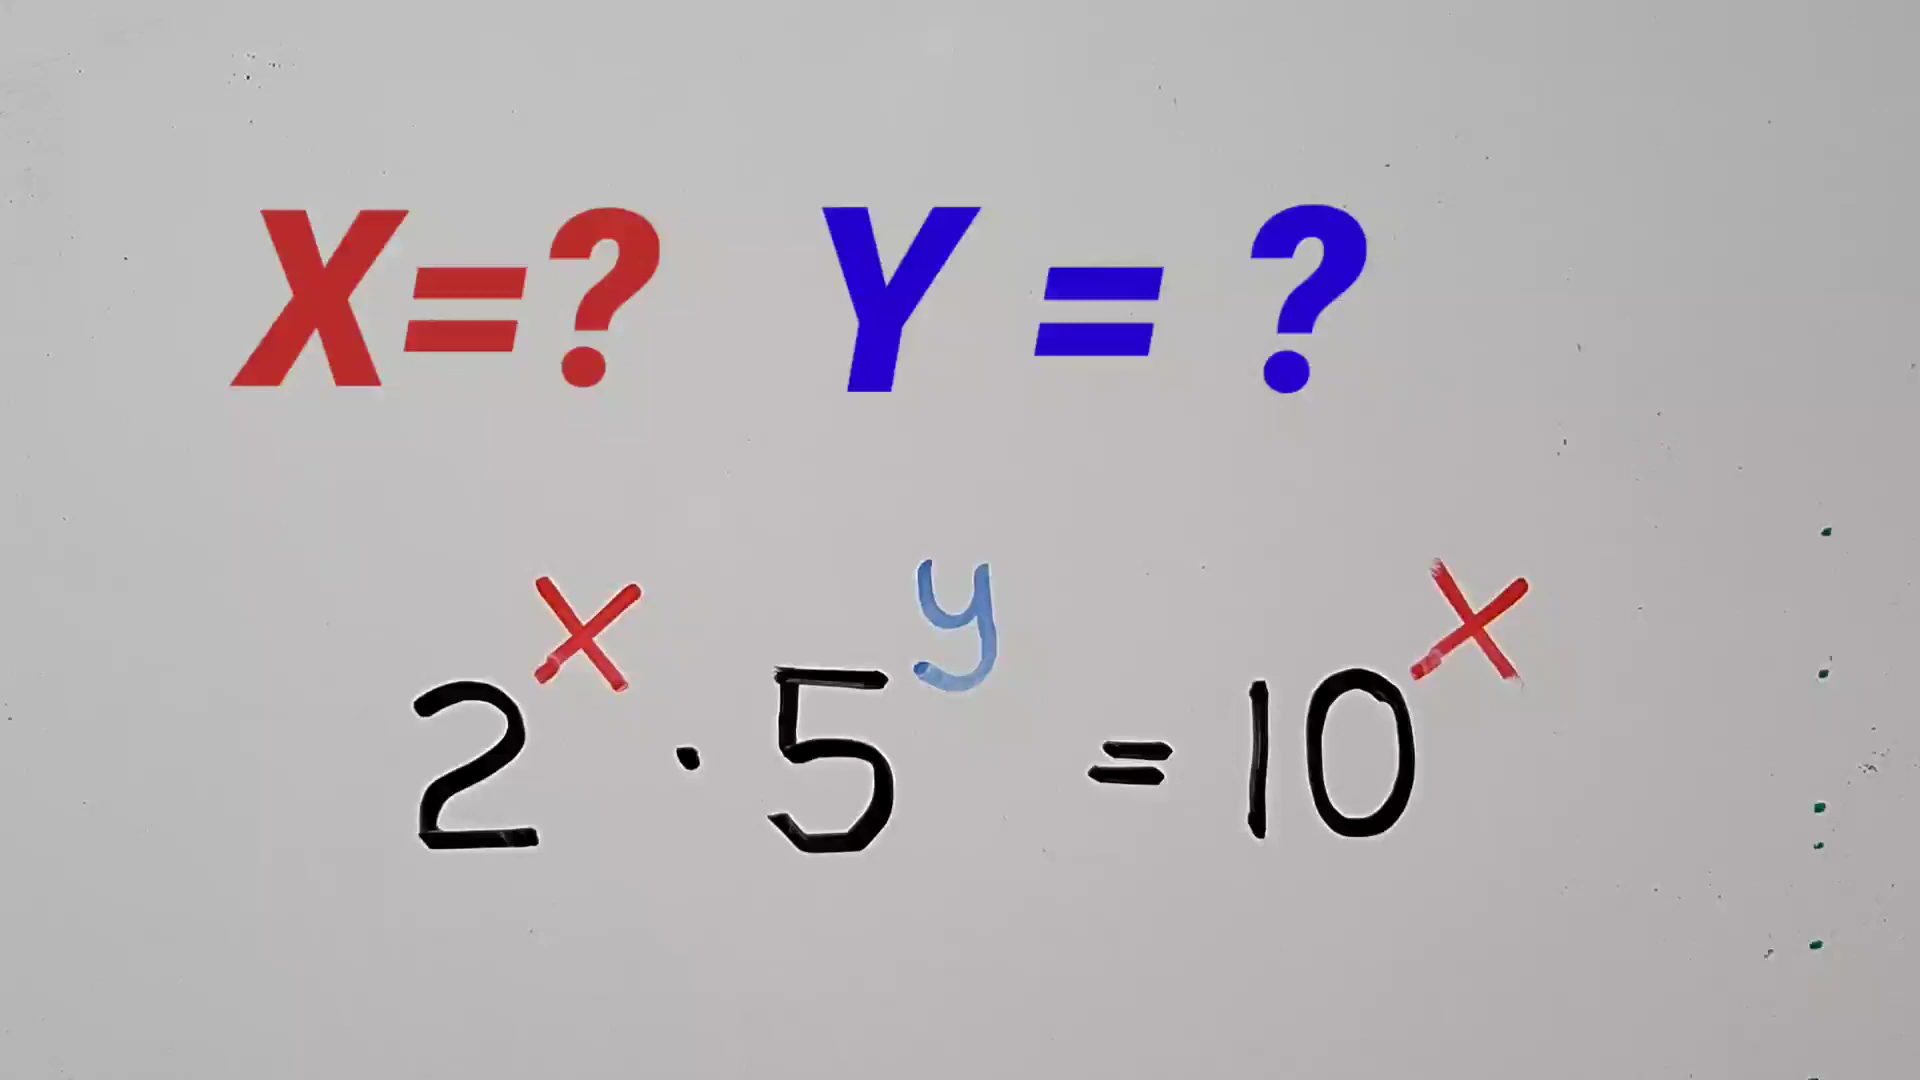 X=? Y = ?
2^x · 5^y = 10^x